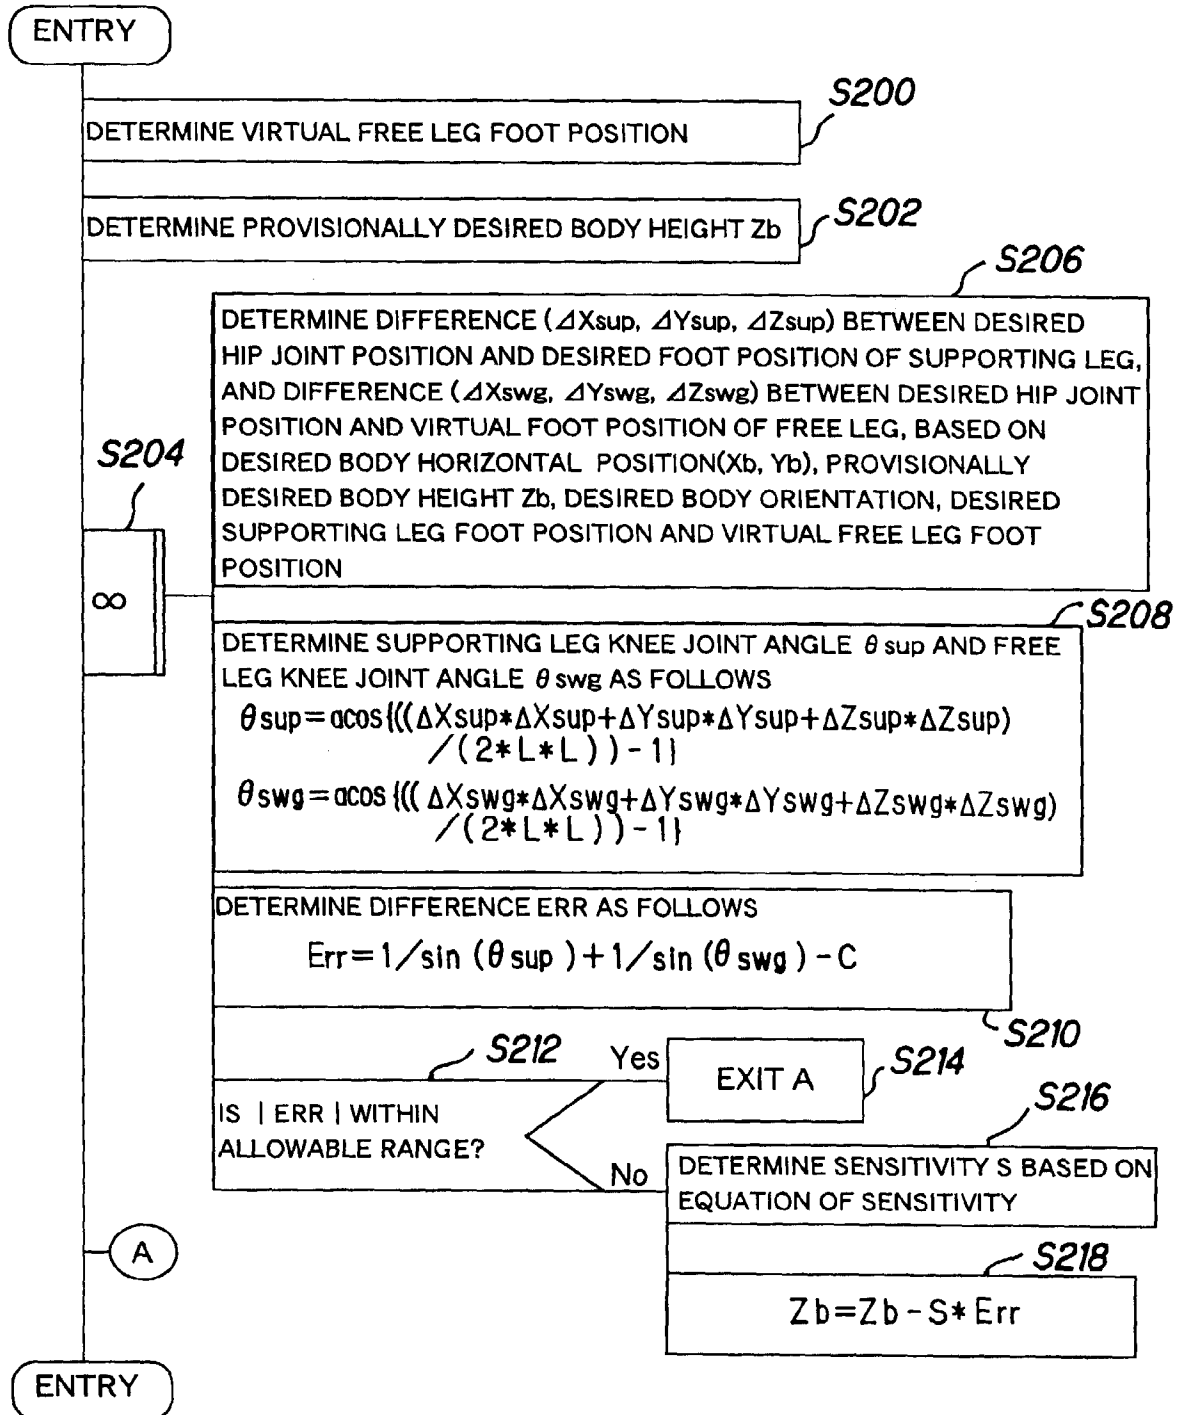 ENTRY
S200
DETERMINE VIRTUAL FREE LEG FOOT POSITION
S202
DETERMINE PROVISIONALLY DESIRED BODY HEIGHT Zb
S206
DETERMINE DIFFERENCE (⊿Xsup, ⊿Ysup, ⊿Zsup) BETWEEN DESIRED
HIP JOINT POSITION AND DESIRED FOOT POSITION OF SUPPORTING LEG,
AND DIFFERENCE (⊿Xswg, ⊿Yswg, ⊿Zswg) BETWEEN DESIRED HIP JOINT
POSITION AND VIRTUAL FOOT POSITION OF FREE LEG, BASED ON
DESIRED BODY HORIZONTAL POSITION(Xb, Yb), PROVISIONALLY
DESIRED BODY HEIGHT Zb, DESIRED BODY ORIENTATION, DESIRED
SUPPORTING LEG FOOT POSITION AND VIRTUAL FREE LEG FOOT
POSITION
S204
∞
S208
DETERMINE SUPPORTING LEG KNEE JOINT ANGLE θ sup AND FREE
LEG KNEE JOINT ANGLE θ swg AS FOLLOWS
θ sup=acos{((ΔXsup*ΔXsup+ΔYsup*ΔYsup+ΔZsup*ΔZsup)
/(2*L*L))-1}
θ swg=acos{((ΔXswg*ΔXswg+ΔYswg*ΔYswg+ΔZswg*ΔZswg)
/(2*L*L))-1}
DETERMINE DIFFERENCE ERR AS FOLLOWS
Err=1/sin (θ sup)+1/sin (θ swg)-C
S210
S212
IS | ERR | WITHIN
ALLOWABLE RANGE?
Yes
EXIT A
S214
No
S216
DETERMINE SENSITIVITY S BASED ON
EQUATION OF SENSITIVITY
S218
Zb=Zb-S*Err
A
ENTRY